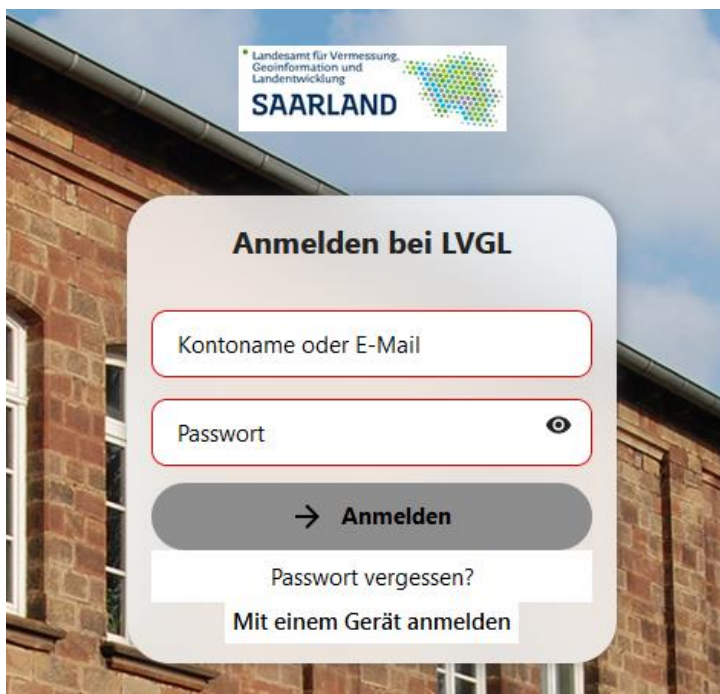 Landesamt für Vermessung,
Geoinformation und
Landentwicklung
SAARLAND
Anmelden bei LVGL
Kontoname oder E-Mail
Passwort
Anmelden
Passwort vergessen?
Mit einem Gerät anmelden